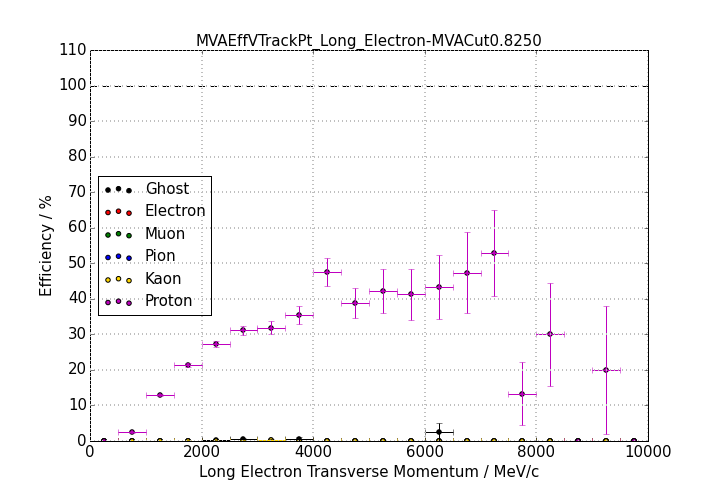 MVAEffVTrackPt_Long_Electron-MVACut0.8250
110
100
90
80
70
60
50
40
30
20
10
0
Efficiency / %
Ghost
Electron
Muon
Pion
Kaon
Proton
0 2000 4000 6000 8000 10000
Long Electron Transverse Momentum / MeV/c